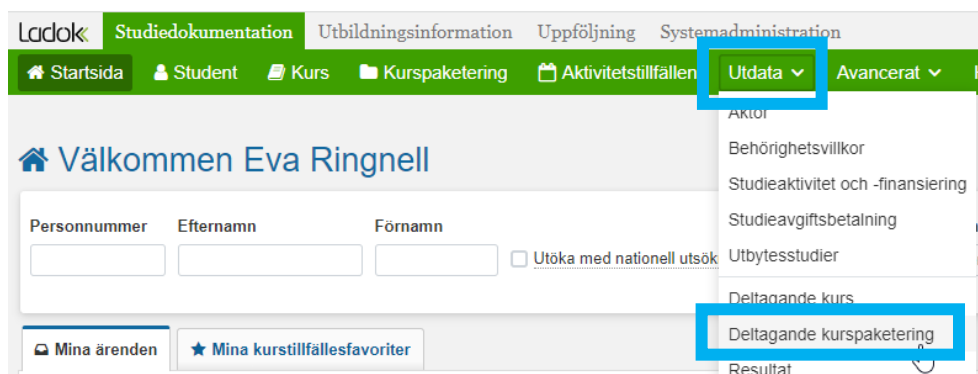 Ladok Studiedokumentation Utbildningsinformation Uppföljning Systemadministration
Startsida Student Kurs Kurspaketering Aktivitetstillfällen Utdata Avancerat
Aktör
Behörighetsvillkor
Studieaktivitet och -finansiering
Studieavgiftsbetalning
Utbytesstudier
Deltagande kurs
Deltagande kurspaketering
Resultat
Välkommen Eva Ringnell
Personnummer Efternamn Förnamn
Utöka med nationell utsök
Mina ärenden Mina kurstillfällesfavoriter